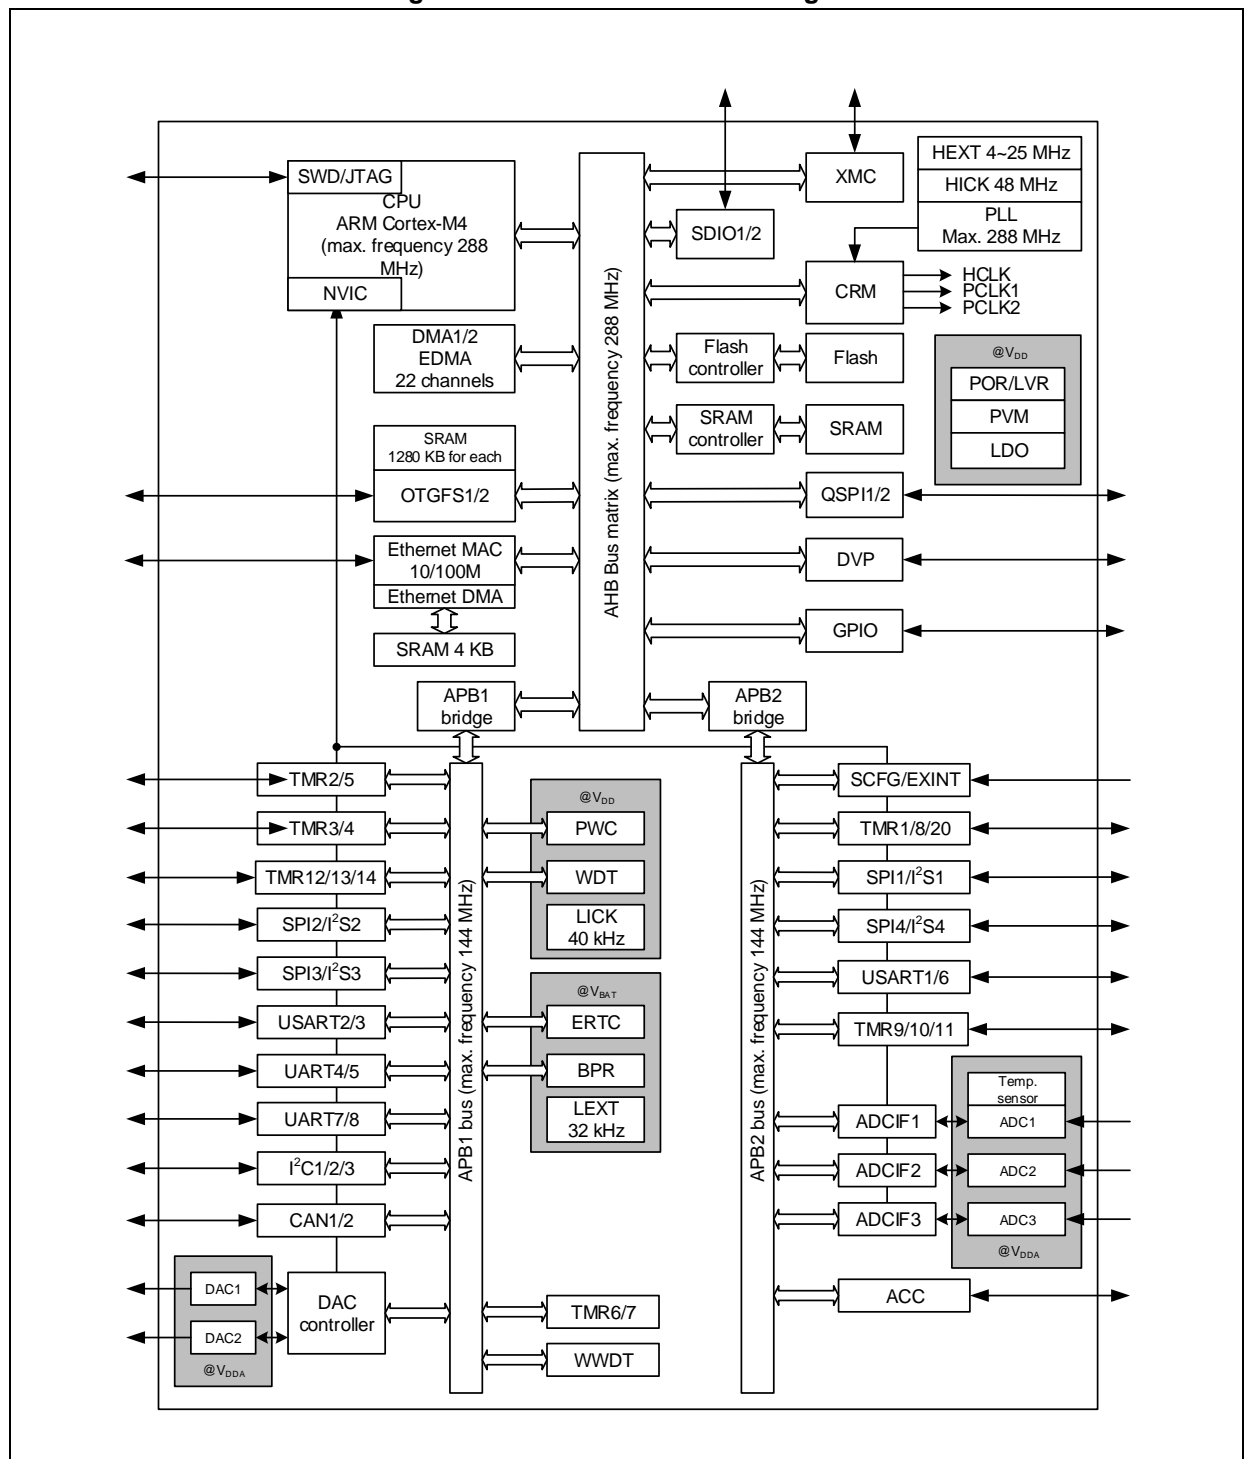 HEXT 4~25 MHz
HICK 48 MHz
PLL
Max. 288 MHz
XMC
SWD/JTAG
CPU
ARM Cortex-M4
(max. frequency 288
MHz)
NVIC
SDIO1/2
CRM
HCLK
PCLK1
PCLK2
AHB Bus matrix (max. frequency 288 MHz)
DMA1/2
EDMA
22 channels
Flash
controller
Flash
@VDD
POR/LVR
PVM
LDO
SRAM
controller
SRAM
SRAM
1280 KB for each
OTGFS1/2
QSPI1/2
Ethernet MAC
10/100M
Ethernet DMA
DVP
SRAM 4 KB
GPIO
APB1
bridge
APB2
bridge
TMR2/5
TMR3/4
TMR12/13/14
SPI2/I²S2
SPI3/I²S3
USART2/3
UART4/5
UART7/8
I²C1/2/3
CAN1/2
DAC1
DAC2
@VDDA
DAC
controller
APB1 bus (max. frequency 144 MHz)
@VDD
PWC
WDT
LICK
40 kHz
@VBAT
ERTC
BPR
LEXT
32 kHz
TMR6/7
WWDT
APB2 bus (max. frequency 144 MHz)
SCFG/EXINT
TMR1/8/20
SPI1/I²S1
SPI4/I²S4
USART1/6
TMR9/10/11
ADCIF1
ADCIF2
ADCIF3
Temp.
sensor
ADC1
ADC2
ADC3
@VDDA
ACC